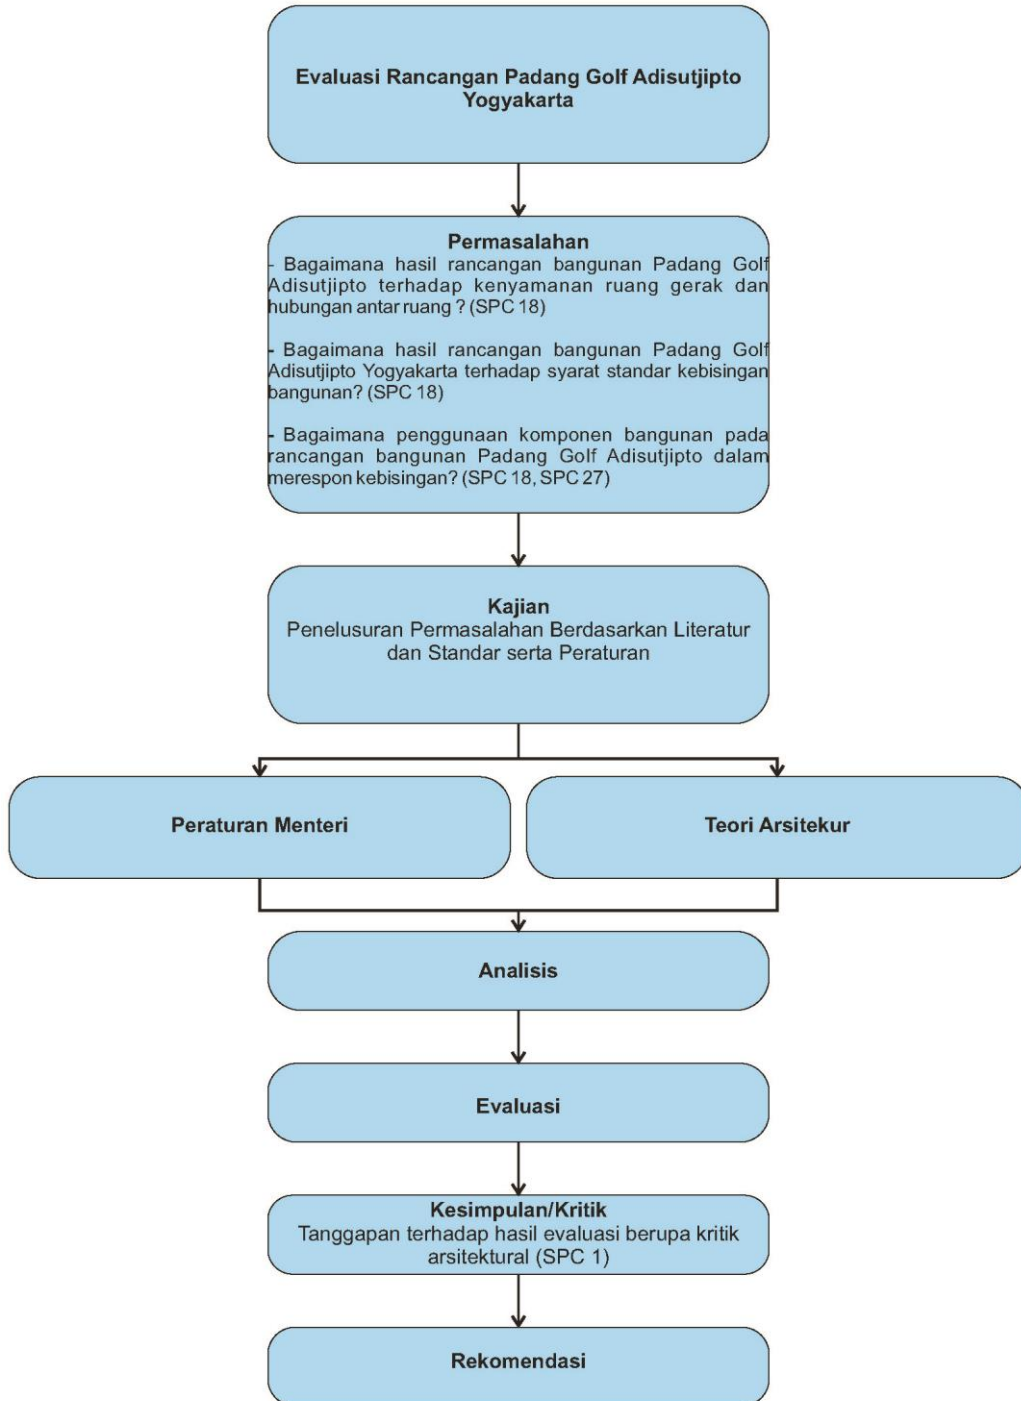 Evaluasi Rancangan Padang Golf Adisutjipto
Yogyakarta
Permasalahan
- Bagaimana hasil rancangan bangunan Padang Golf
Adisutjipto terhadap kenyamanan ruang gerak dan
hubungan antar ruang ? (SPC 18)
- Bagaimana hasil rancangan bangunan Padang Golf
Adisutjipto Yogyakarta terhadap syarat standar kebisingan
bangunan? (SPC 18)
- Bagaimana penggunaan komponen bangunan pada
rancangan bangunan Padang Golf Adisutjipto dalam
merespon kebisingan? (SPC 18, SPC 27)
Kajian
Penelusuran Permasalahan Berdasarkan Literatur
dan Standar serta Peraturan
Peraturan Menteri
Teori Arsitekur
Analisis
Evaluasi
Kesimpulan/Kritik
Tanggapan terhadap hasil evaluasi berupa kritik
arsitektural (SPC 1)
Rekomendasi